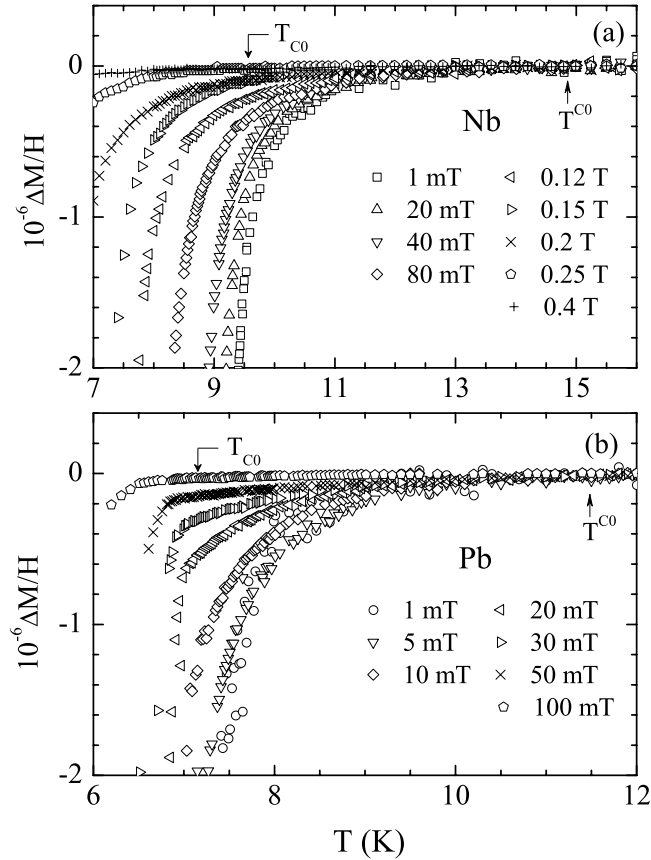 T_C0
(a)
0
Nb
T^C0
1 mT
20 mT
40 mT
80 mT
0.12 T
0.15 T
0.2 T
0.25 T
0.4 T
-1
-2
10^-6 ΔM/H
7 9 11 13 15
T_C0
(b)
0
Pb
T^C0
1 mT
5 mT
10 mT
20 mT
30 mT
50 mT
100 mT
-1
-2
10^-6 ΔM/H
6 8 10 12
T (K)